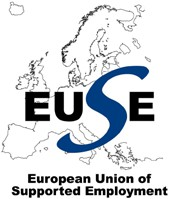 EUSE
European Union of
Supported Employment